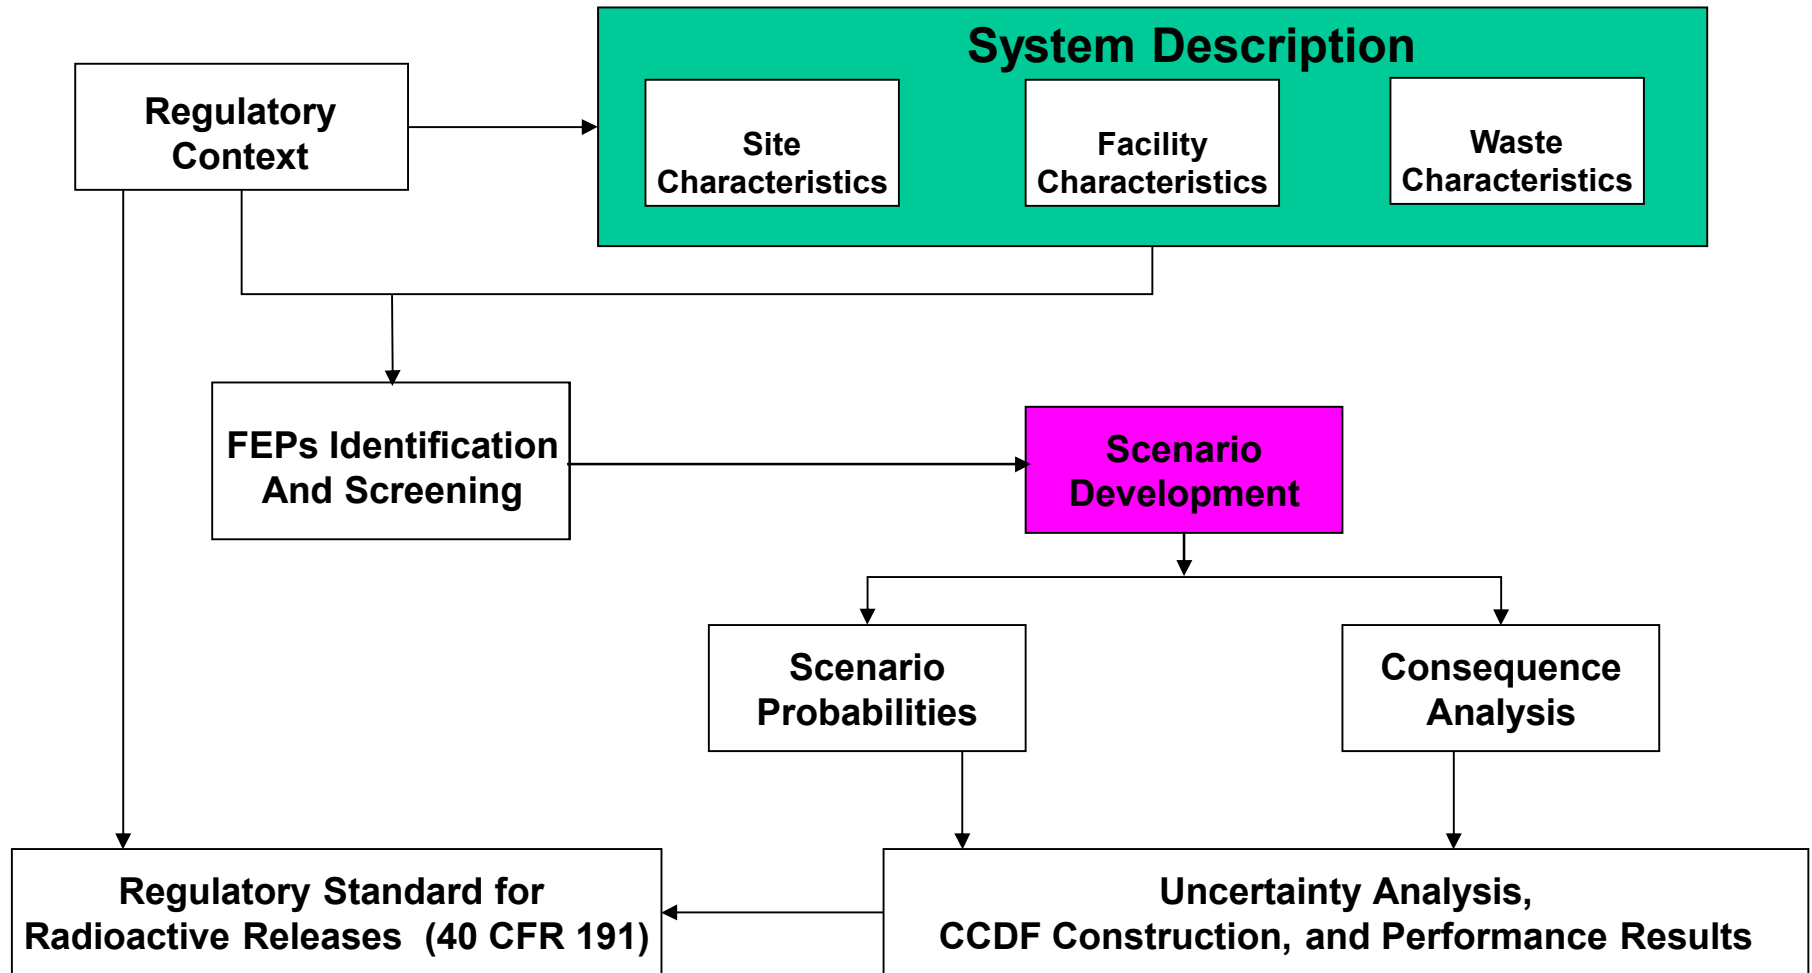 System Description
Regulatory
Context
Site
Characteristics
Facility
Characteristics
Waste
Characteristics
FEPs Identification
And Screening
Scenario
Development
Scenario
Probabilities
Consequence
Analysis
Regulatory Standard for
Radioactive Releases  (40 CFR 191)
Uncertainty Analysis,
CCDF Construction, and Performance Results